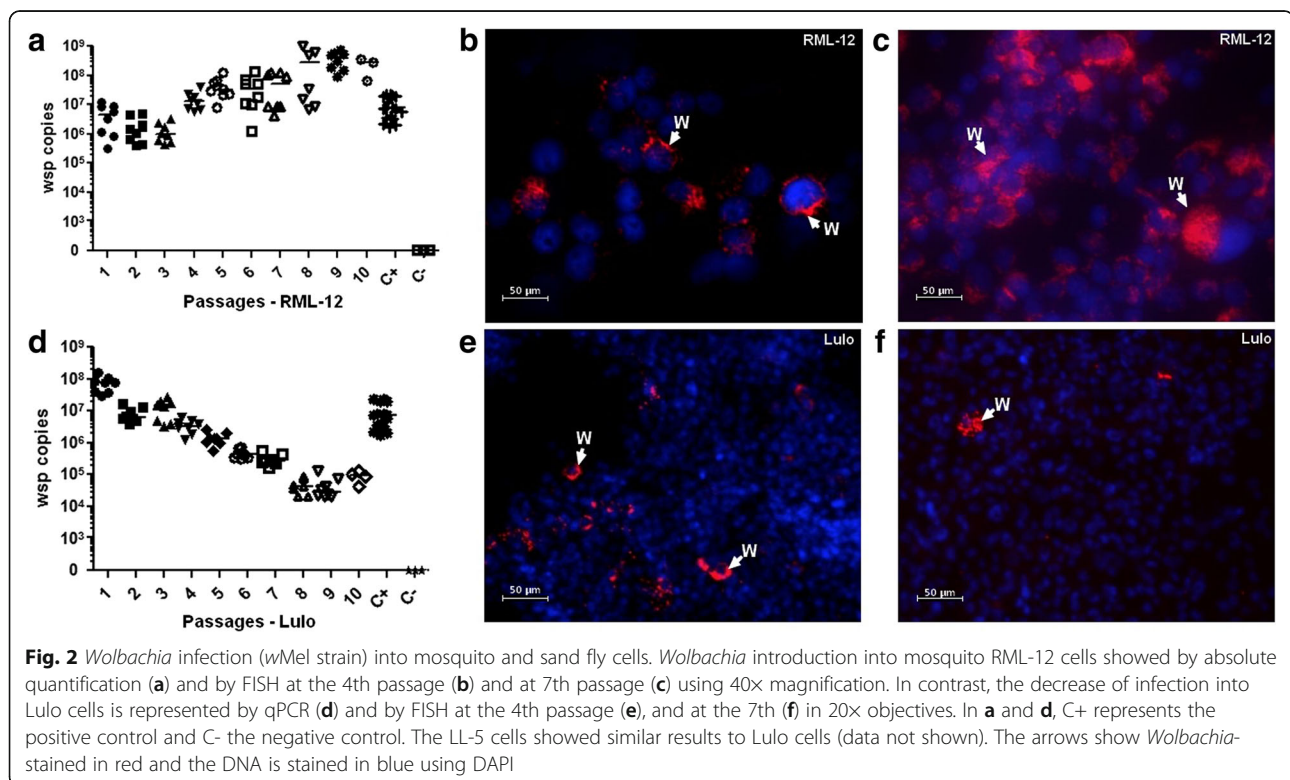 a
10⁹
10⁸
10⁷
10⁶
10⁵
10⁴
10³
0
wsp copies
1 2 3 4 5 6 7 8 9 10 C+ C-
Passages - RML-12
b
RML-12
W
W
50 µm
c
RML-12
W
W
50 µm
d
10⁹
10⁸
10⁷
10⁶
10⁵
10⁴
10³
0
wsp copies
1 2 3 4 5 6 7 8 9 10 C+ C-
Passages - Lulo
e
Lulo
W
W
50 µm
f
Lulo
W
50 µm
Fig. 2 Wolbachia infection (wMel strain) into mosquito and sand fly cells. Wolbachia introduction into mosquito RML-12 cells showed by absolute
quantification (a) and by FISH at the 4th passage (b) and at 7th passage (c) using 40× magnification. In contrast, the decrease of infection into
Lulo cells is represented by qPCR (d) and by FISH at the 4th passage (e), and at the 7th (f) in 20× objectives. In a and d, C+ represents the
positive control and C- the negative control. The LL-5 cells showed similar results to Lulo cells (data not shown). The arrows show Wolbachia-
stained in red and the DNA is stained in blue using DAPI